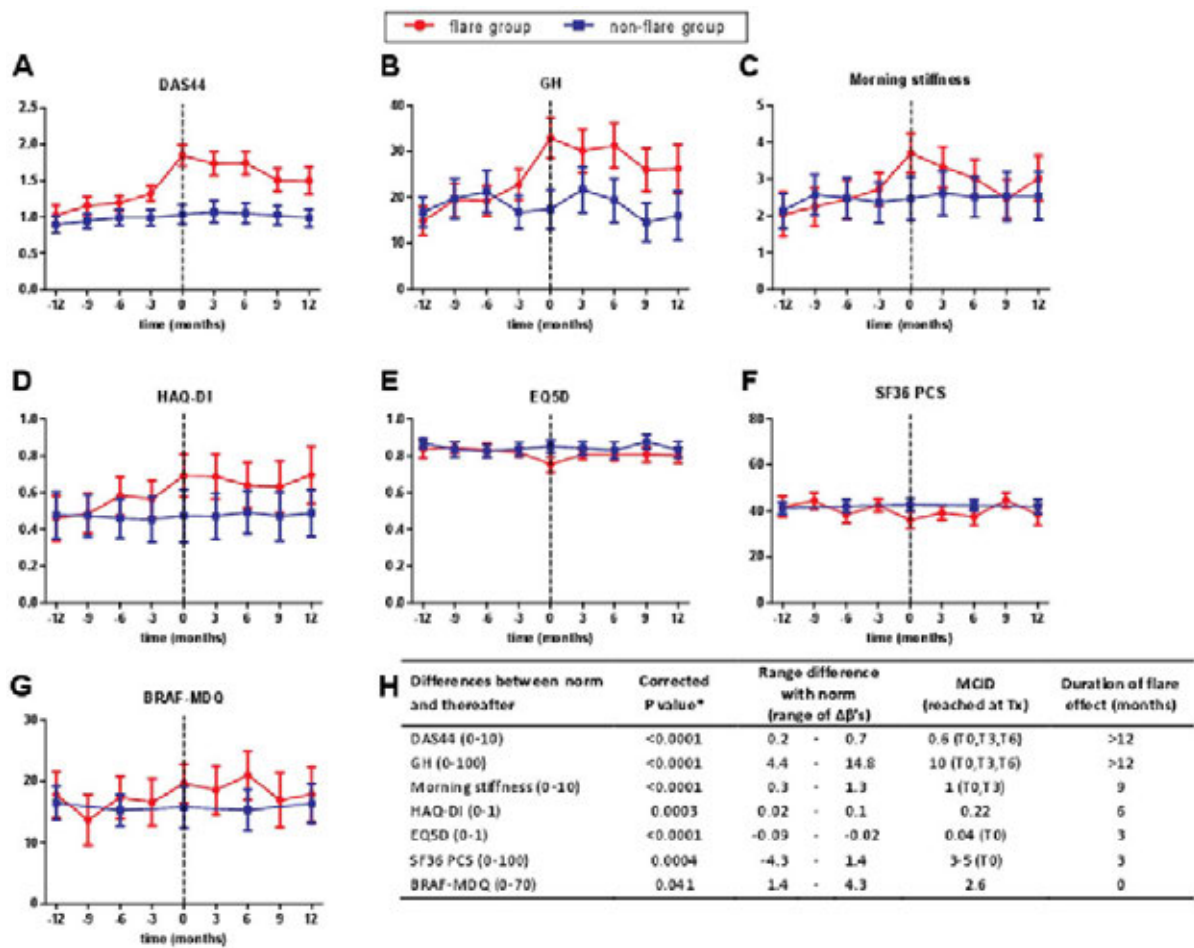 flare group non-flare group
A B C
DAS44 GH Morning stiffness
2.5 40 5
2.0 30 4
1.5 3
1.0 20 2
0.5 10 1
0.0 0 0
-12 -9 -6 -3 0 3 6 9 12 -12 -9 -6 -3 0 3 6 9 12 -12 -9 -6 -3 0 3 6 9 12
time (months) time (months) time (months)
D E F
HAQ-DI EQ5D SF36 PCS
1.0 1.0 80
0.8 0.8 60
0.6 0.6
0.4 0.4 40
0.2 0.2 20
0.0 0.0 0
-12 -9 -6 -3 0 3 6 9 12 -12 -9 -6 -3 0 3 6 9 12 -12 -9 -6 -3 0 3 6 9 12
time (months) time (months) time (months)
G
BRAF-MDQ
30
20
10
0
-12 -9 -6 -3 0 3 6 9 12
time (months)
H
Differences between norm Corrected Range difference MCID Duration of flare
and thereafter P value* with norm (reached at Tx) effect (months)
(range of Δβ's)
DAS44 (0-10) <0.0001 0.2 - 0.7 0.6 (T0,T3,T6) >12
GH (0-100) <0.0001 4.4 - 14.8 10 (T0,T3,T6) >12
Morning stiffness (0-10) <0.0001 0.3 - 1.3 1 (T0,T3) 9
HAQ-DI (0-1) 0.0003 0.02 - 0.1 0.22 6
EQ5D (0-1) <0.0001 -0.09 - -0.02 0.04 (T0) 3
SF36 PCS (0-100) 0.0004 -4.3 - 1.4 3-5 (T0) 3
BRAF-MDQ (0-70) 0.041 1.4 - 4.3 2.6 0